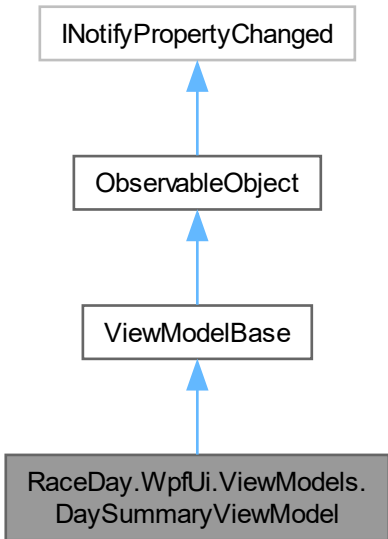 INotifyPropertyChanged
ObservableObject
ViewModelBase
RaceDay.WpfUi.ViewModels.
DaySummaryViewModel